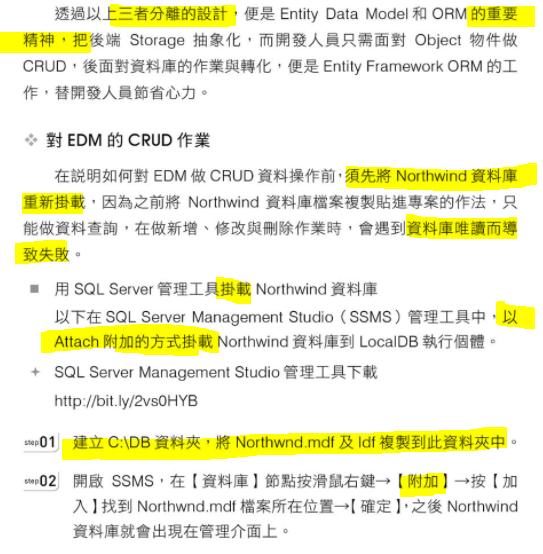 透過以上三者分離的設計，便是 Entity Data Model 和 ORM 的重要
精神，把後端 Storage 抽象化，而開發人員只需面對 Object 物件做
CRUD，後面對資料庫的作業與轉化，便是 Entity Framework ORM 的工
作，替開發人員節省心力。
❖ 對 EDM 的 CRUD 作業
在說明如何對 EDM 做 CRUD 資料操作前，須先將 Northwind 資料庫
重新掛載，因為之前將 Northwind 資料庫檔案複製貼進專案的作法，只
能做資料查詢，在做新增、修改與刪除作業時，會遇到資料庫唯讀而導
致失敗。
■ 用 SQL Server 管理工具掛載 Northwind 資料庫
以下在 SQL Server Management Studio（SSMS）管理工具中，以
Attach 附加的方式掛載 Northwind 資料庫到 LocalDB 執行個體。
+ SQL Server Management Studio 管理工具下載
http://bit.ly/2vs0HYB
step01 建立 C:\DB 資料夾，將 Northwnd.mdf 及 ldf 複製到此資料夾中。
step02 開啟 SSMS，在【資料庫】節點按滑鼠右鍵→【附加】→按【加
入】找到 Northwnd.mdf 檔案所在位置→【確定】，之後 Northwind
資料庫就會出現在管理介面上。